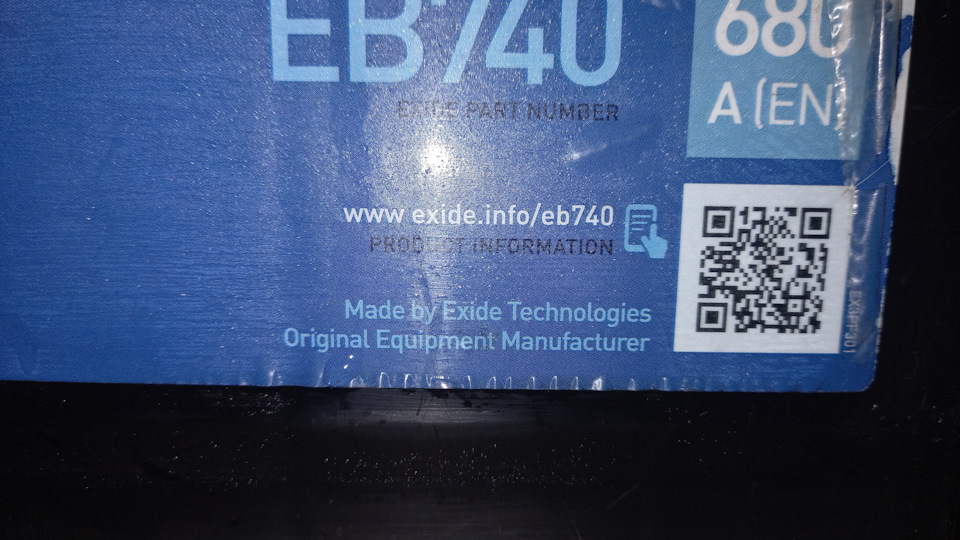 EB740
680
A (EN
EXIDE PART NUMBER
www exide.info/eb740
PRODUCT INFORMATION
Made by Exide Technologies
Original Equipment Manufacturer